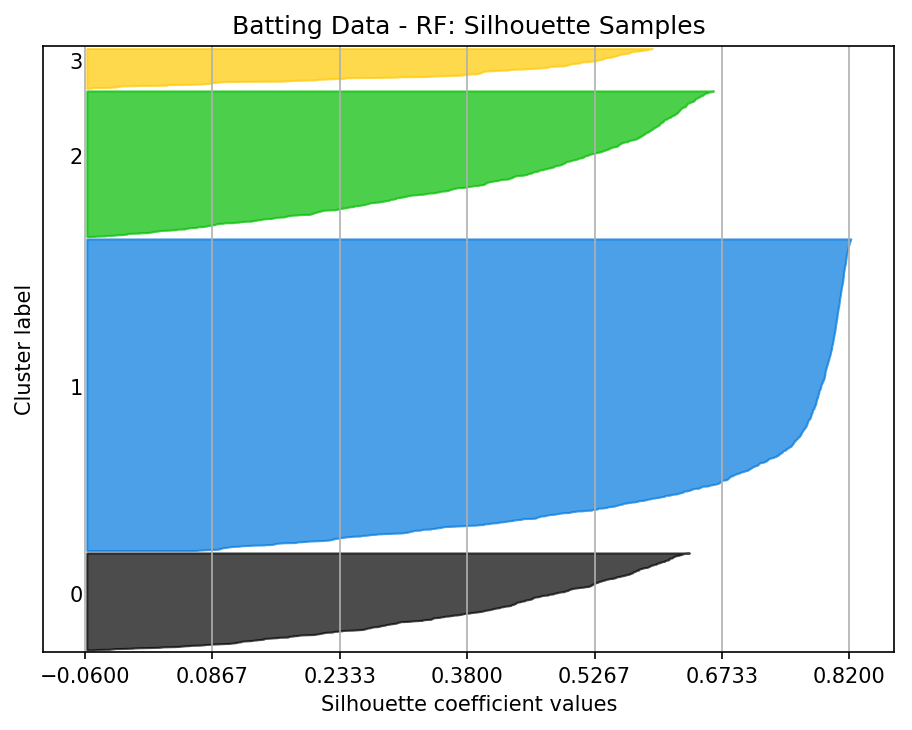 Batting Data - RF: Silhouette Samples
3
2
1
0
Cluster label
−0.0600 0.0867 0.2333 0.3800 0.5267 0.6733 0.8200
Silhouette coefficient values